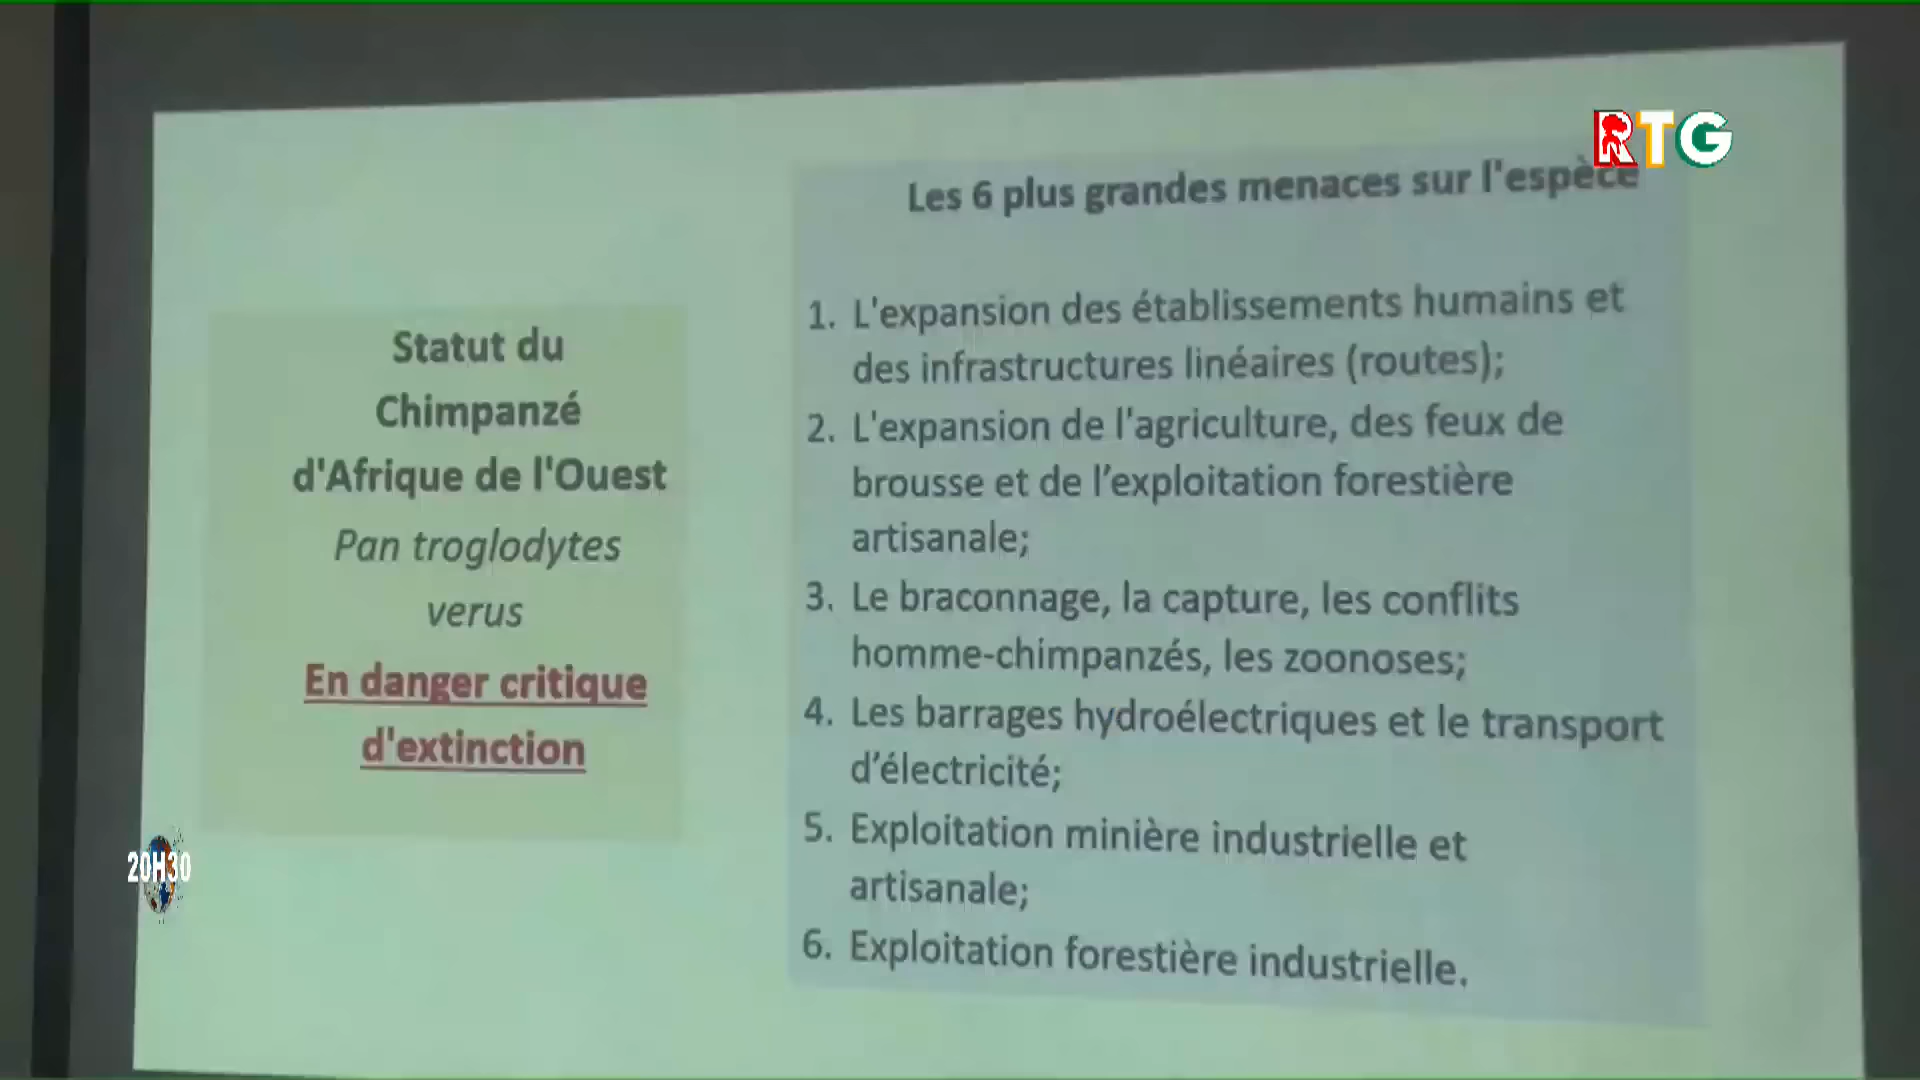 RTG
Les 6 plus grandes menaces sur l'espèce
Statut du
Chimpanzé
d'Afrique de l'Ouest
Pan troglodytes
verus
En danger critique
d'extinction
1. L'expansion des établissements humains et
des infrastructures linéaires (routes);
2. L'expansion de l'agriculture, des feux de
brousse et de l’exploitation forestière
artisanale;
3. Le braconnage, la capture, les conflits
homme-chimpanzés, les zoonoses;
4. Les barrages hydroélectriques et le transport
d’électricité;
5. Exploitation minière industrielle et
artisanale;
6. Exploitation forestière industrielle.
20H30